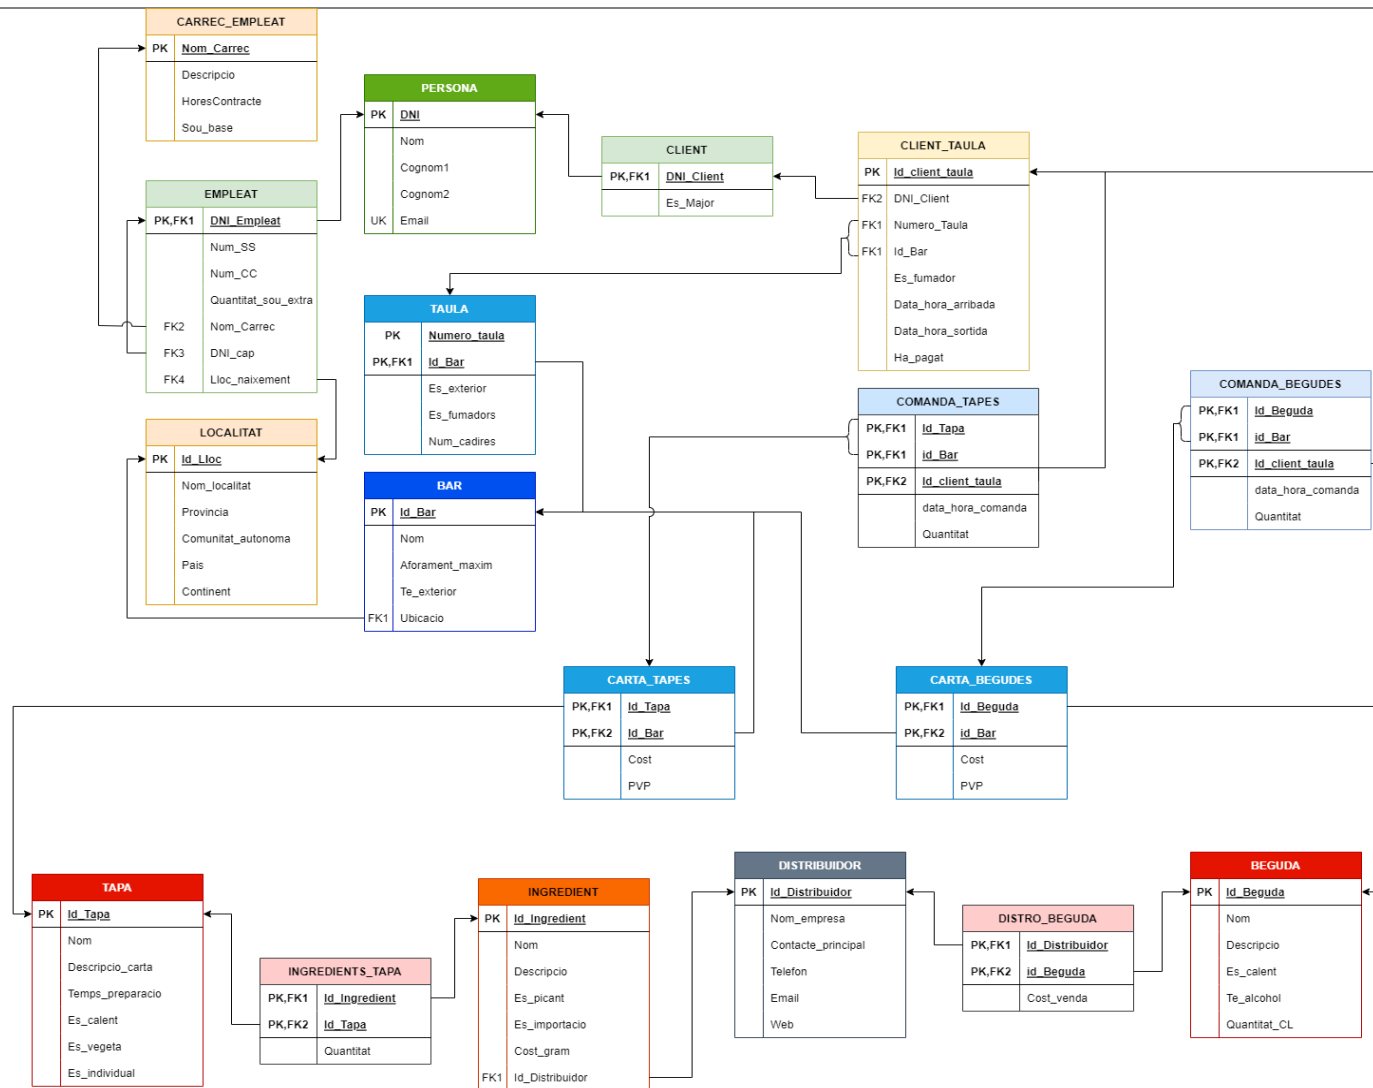 CARREC_EMPLEAT
PK Nom_Carrec
Descripcio
HoresContracte
Sou_base
PERSONA
PK DNI
Nom
Cognom1
Cognom2
UK Email
CLIENT
PK,FK1 DNI_Client
Es_Major
CLIENT_TAULA
PK Id_client_taula
FK2 DNI_Client
FK1 Numero_Taula
FK1 Id_Bar
Es_fumador
Data_hora_arribada
Data_hora_sortida
Ha_pagat
EMPLEAT
PK,FK1 DNI_Empleat
Num_SS
Num_CC
Quantitat_sou_extra
FK2 Nom_Carrec
FK3 DNI_cap
FK4 Lloc_naixement
TAULA
PK Numero_taula
PK,FK1 Id_Bar
Es_exterior
Es_fumadors
Num_cadires
COMANDA_TAPES
PK,FK1 Id_Tapa
PK,FK1 id_Bar
PK,FK2 Id_client_taula
data_hora_comanda
Quantitat
COMANDA_BEGUDES
PK,FK1 Id_Beguda
PK,FK1 id_Bar
PK,FK2 Id_client_taula
data_hora_comanda
Quantitat
LOCALITAT
PK Id_Lloc
Nom_localitat
Provincia
Comunitat_autonoma
Pais
Continent
BAR
PK Id_Bar
Nom
Aforament_maxim
Te_exterior
FK1 Ubicacio
CARTA_TAPES
PK,FK1 Id_Tapa
PK,FK2 Id_Bar
Cost
PVP
CARTA_BEGUDES
PK,FK1 Id_Beguda
PK,FK2 id_Bar
Cost
PVP
TAPA
PK Id_Tapa
Nom
Descripcio_carta
Temps_preparacio
Es_calent
Es_vegeta
Es_individual
INGREDIENTS_TAPA
PK,FK1 Id_Ingredient
PK,FK2 Id_Tapa
Quantitat
INGREDIENT
PK Id_Ingredient
Nom
Descripcio
Es_picant
Es_importacio
Cost_gram
FK1 Id_Distribuidor
DISTRIBUIDOR
PK Id_Distribuidor
Nom_empresa
Contacte_principal
Telefon
Email
Web
DISTRO_BEGUDA
PK,FK1 Id_Distribuidor
PK,FK2 id_Beguda
Cost_venda
BEGUDA
PK Id_Beguda
Nom
Descripcio
Es_calent
Te_alcohol
Quantitat_CL